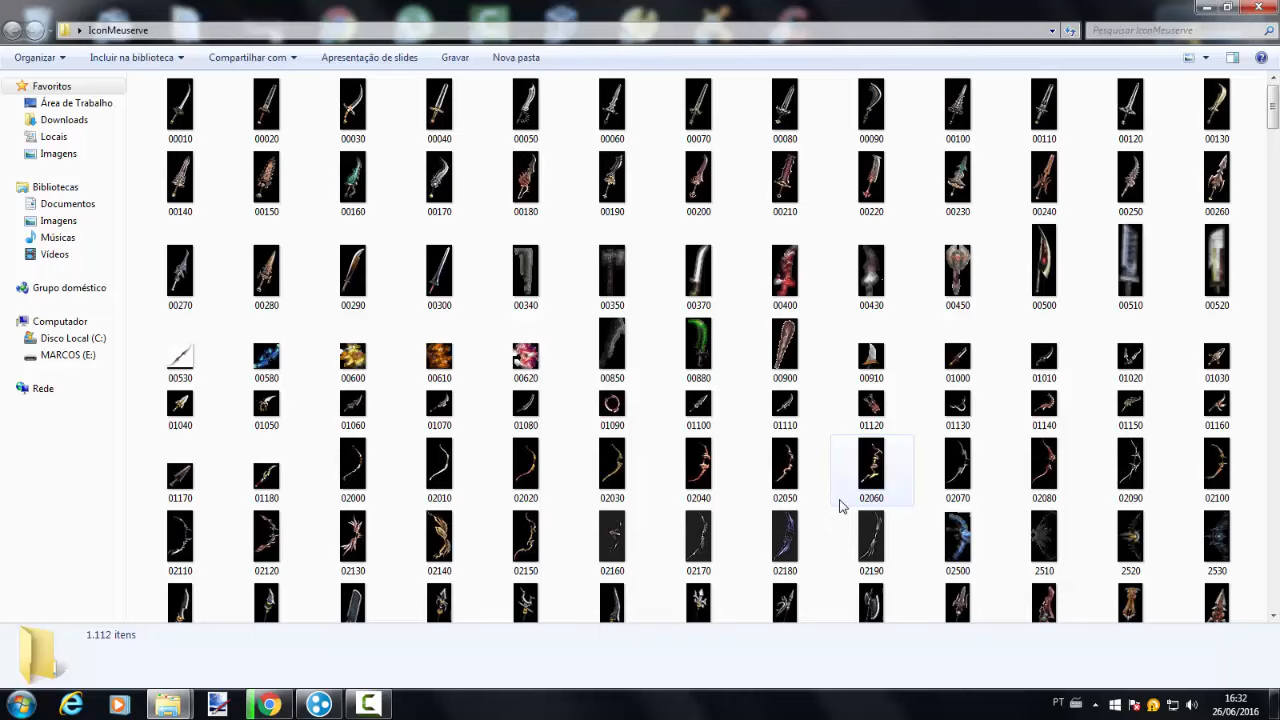 IconMeuserve
Pesquisar IconMeuserve
Organizar
Incluir na biblioteca
Compartilhar com
Apresentação de slides
Gravar
Nova pasta
Favoritos
Área de Trabalho
Downloads
Locais
Imagens
Bibliotecas
Documentos
Imagens
Músicas
Vídeos
Grupo doméstico
Computador
Disco Local (C:)
MARCOS (E:)
Rede
00010 00020 00030 00040 00050 00060 00070 00080 00090 00100 00110 00120 00130
00140 00150 00160 00170 00180 00190 00200 00210 00220 00230 00240 00250 00260
00270 00280 00290 00300 00340 00350 00370 00400 00430 00450 00500 00510 00520
00530 00580 00600 00610 00620 00850 00880 00900 00910 01000 01010 01020 01030
01040 01050 01060 01070 01080 01090 01100 01110 01120 01130 01140 01150 01160
01170 01180 02000 02010 02020 02030 02040 02050 02060 02070 02080 02090 02100
02110 02120 02130 02140 02150 02160 02170 02180 02190 02500 2510 2520 2530
1.112 itens
PT
16:32
26/06/2016